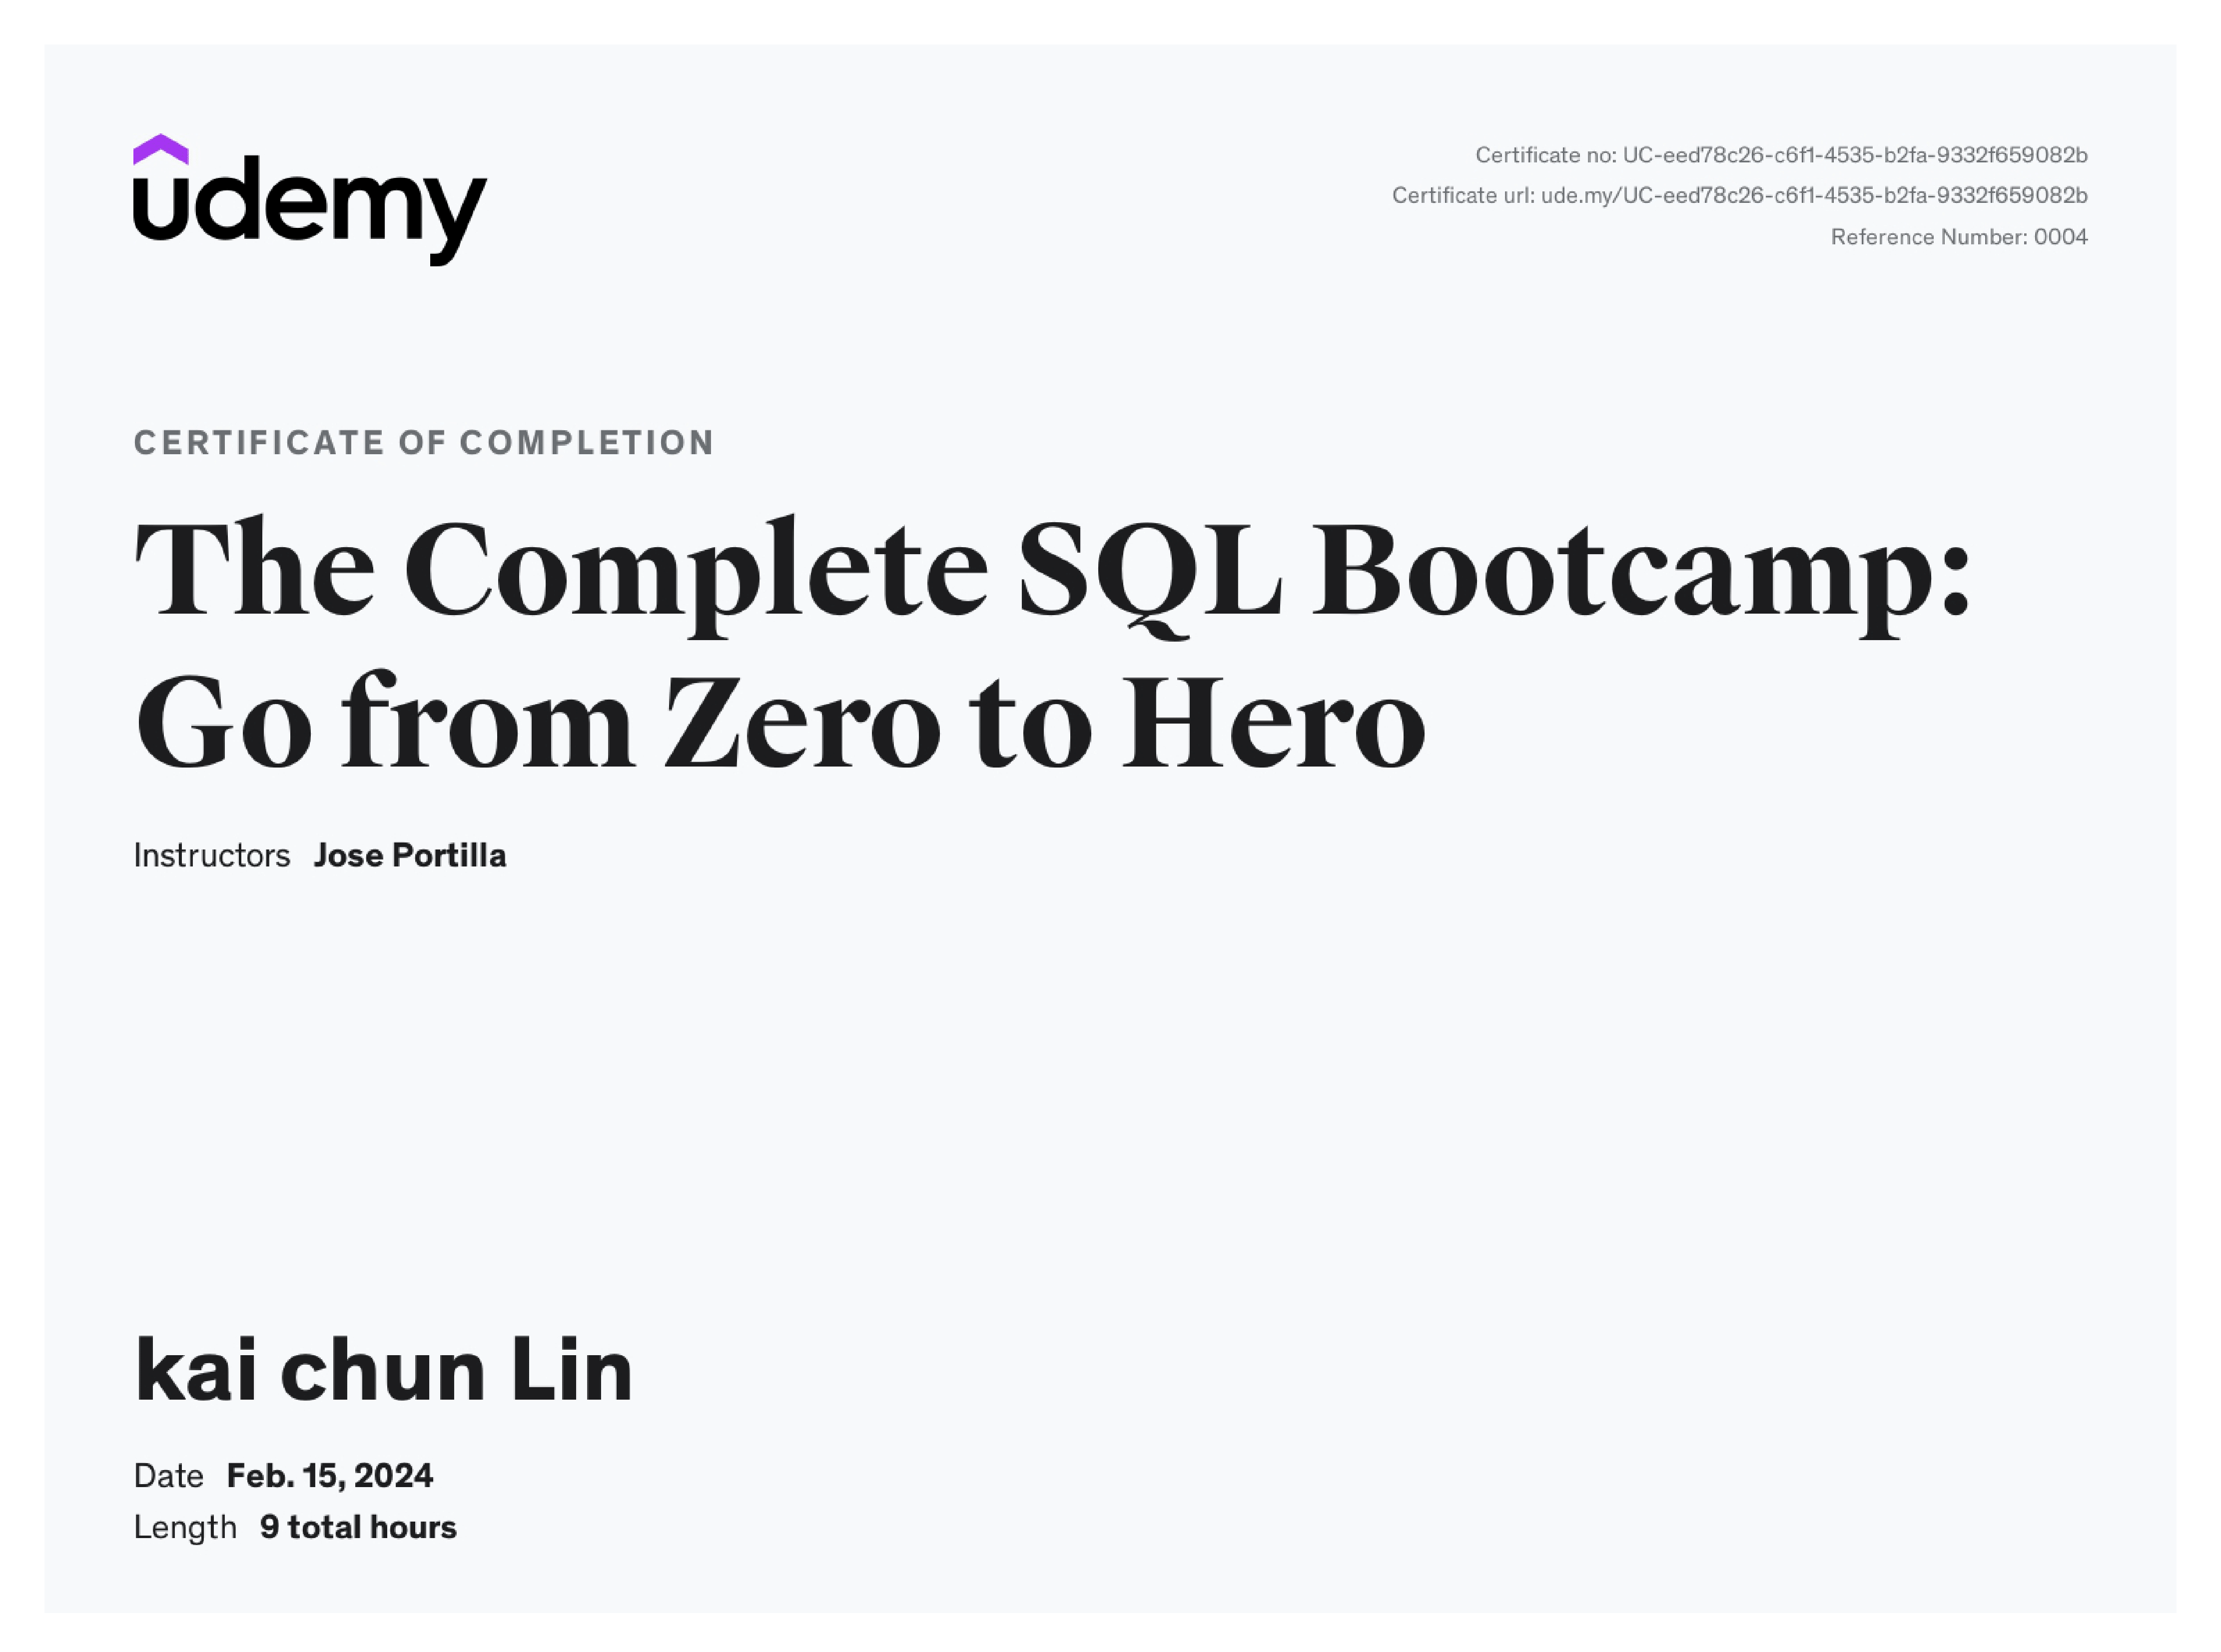 udemy
Certificate no: UC-eed78c26-c6f1-4535-b2fa-9332f659082b
Certificate url: ude.my/UC-eed78c26-c6f1-4535-b2fa-9332f659082b
Reference Number: 0004
CERTIFICATE OF COMPLETION
The Complete SQL Bootcamp:
Go from Zero to Hero
Instructors Jose Portilla
kai chun Lin
Date Feb. 15, 2024
Length 9 total hours